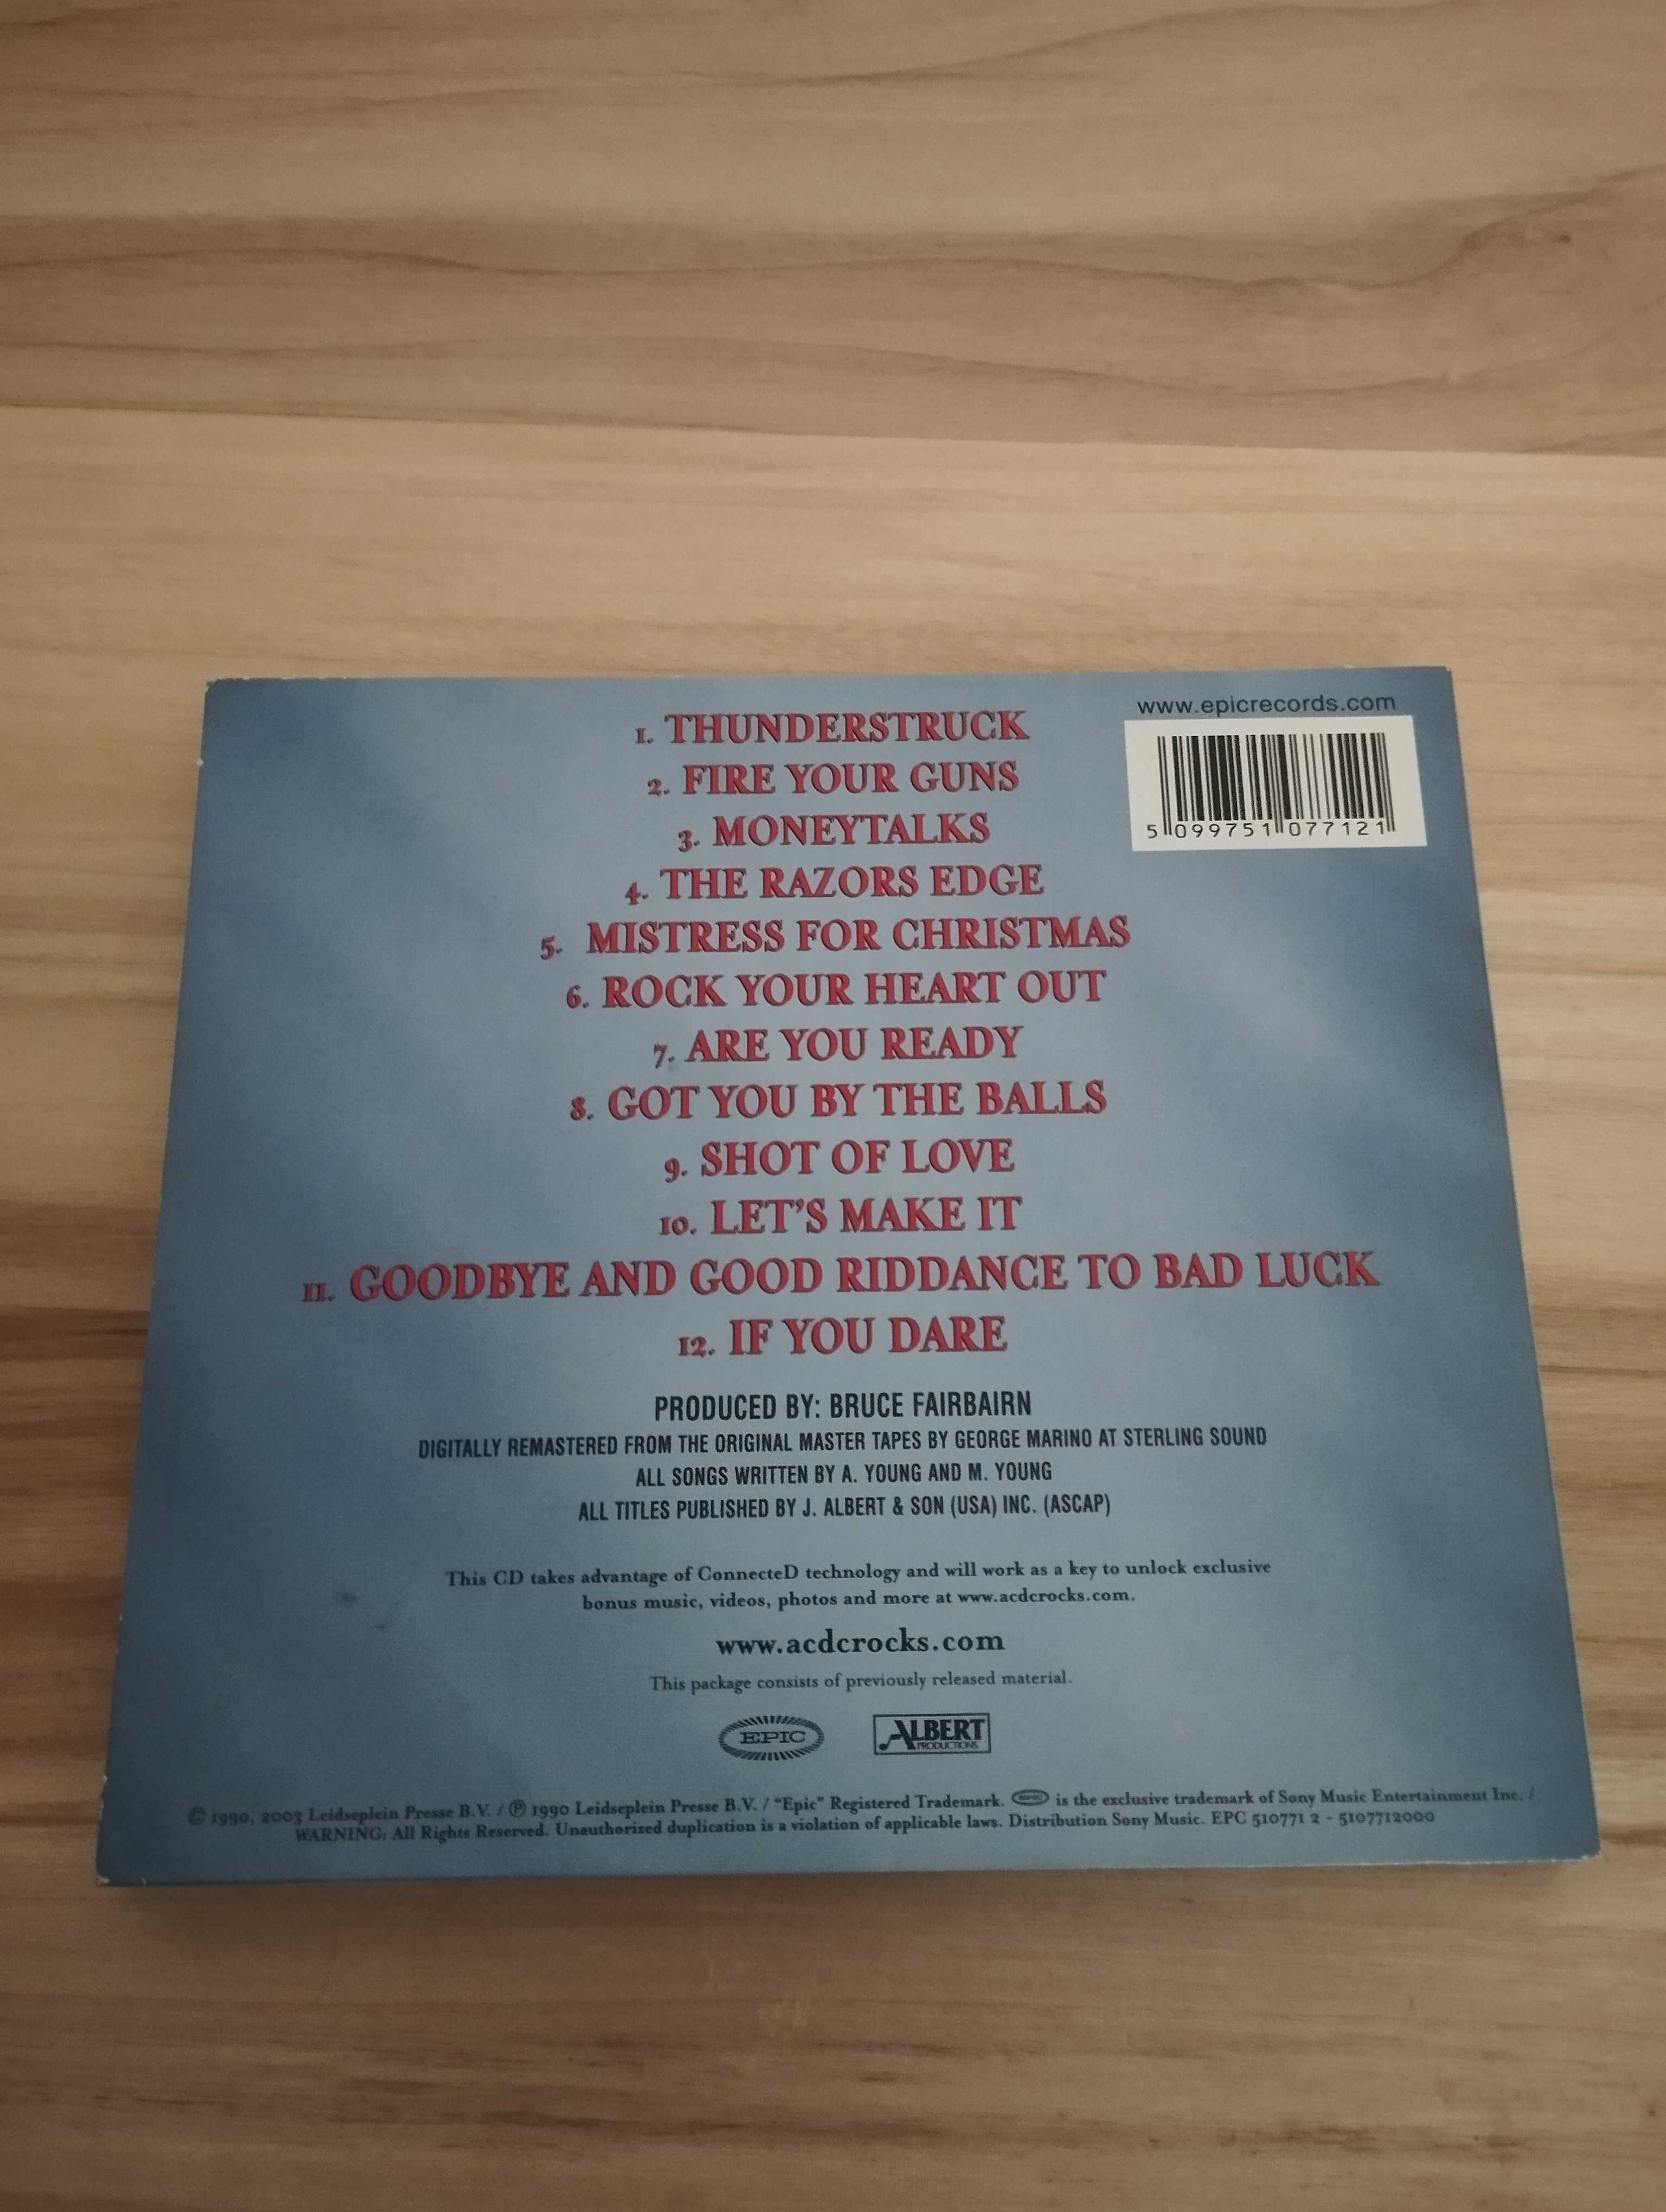 www.epicrecords.com
5 099751 077121
1. THUNDERSTRUCK
2. FIRE YOUR GUNS
3. MONEYTALKS
4. THE RAZORS EDGE
5. MISTRESS FOR CHRISTMAS
6. ROCK YOUR HEART OUT
7. ARE YOU READY
8. GOT YOU BY THE BALLS
9. SHOT OF LOVE
10. LET'S MAKE IT
11. GOODBYE AND GOOD RIDDANCE TO BAD LUCK
12. IF YOU DARE
PRODUCED BY: BRUCE FAIRBAIRN
DIGITALLY REMASTERED FROM THE ORIGINAL MASTER TAPES BY GEORGE MARINO AT STERLING SOUND
ALL SONGS WRITTEN BY A. YOUNG AND M. YOUNG
ALL TITLES PUBLISHED BY J. ALBERT & SON (USA) INC. (ASCAP)
This CD takes advantage of ConnecteD technology and will work as a key to unlock exclusive
bonus music, videos, photos and more at www.acdcrocks.com.
www.acdcrocks.com
This package consists of previously released material.
EPIC
ALBERT
PRODUCTIONS
© 1990, 2003 Leidseplein Presse B.V. / ℗ 1990 Leidseplein Presse B.V. / "Epic" Registered Trademark. EPIC is the exclusive trademark of Sony Music Entertainment Inc. /
WARNING: All Rights Reserved. Unauthorized duplication is a violation of applicable laws. Distribution Sony Music. EPC 510771 2 - 5107712000